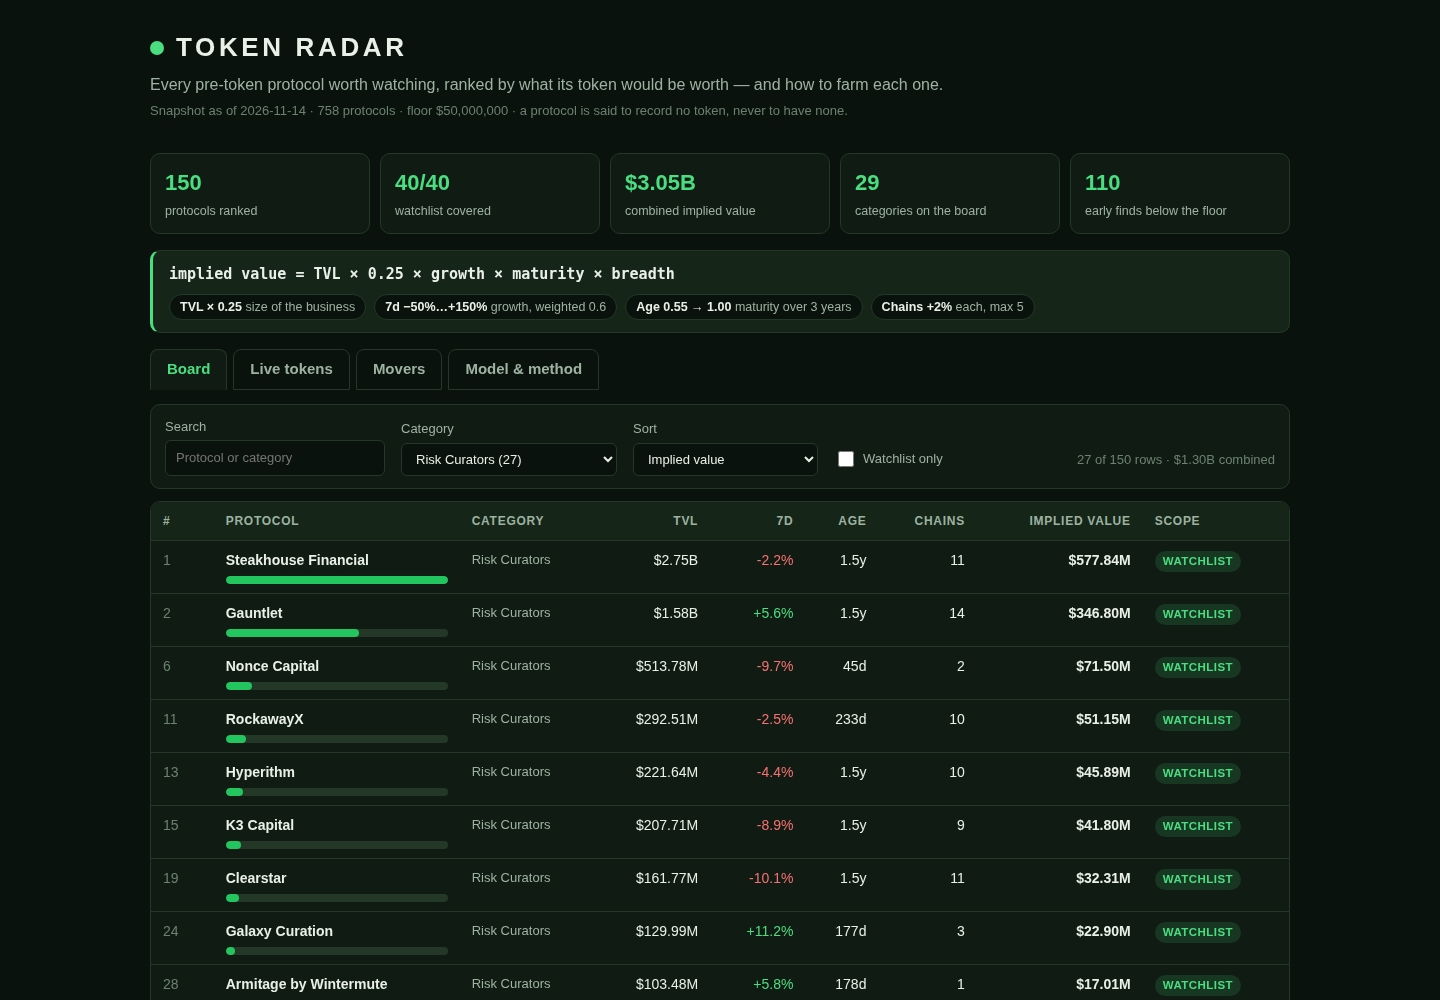 TOKEN RADAR
Every pre-token protocol worth watching, ranked by what its token would be worth — and how to farm each one.
Snapshot as of 2026-11-14 · 758 protocols · floor $50,000,000 · a protocol is said to record no token, never to have none.
150
protocols ranked
40/40
watchlist covered
$3.05B
combined implied value
29
categories on the board
110
early finds below the floor
implied value = TVL × 0.25 × growth × maturity × breadth
TVL × 0.25 size of the business
7d −50%…+150% growth, weighted 0.6
Age 0.55 → 1.00 maturity over 3 years
Chains +2% each, max 5
Board
Live tokens
Movers
Model & method
Search
Category
Sort
Protocol or category
Risk Curators (27)
Implied value
Watchlist only
27 of 150 rows · $1.30B combined
# PROTOCOL CATEGORY TVL 7D AGE CHAINS IMPLIED VALUE SCOPE
1 Steakhouse Financial Risk Curators $2.75B -2.2% 1.5y 11 $577.84M WATCHLIST
2 Gauntlet Risk Curators $1.58B +5.6% 1.5y 14 $346.80M WATCHLIST
6 Nonce Capital Risk Curators $513.78M -9.7% 45d 2 $71.50M WATCHLIST
11 RockawayX Risk Curators $292.51M -2.5% 233d 10 $51.15M WATCHLIST
13 Hyperithm Risk Curators $221.64M -4.4% 1.5y 10 $45.89M WATCHLIST
15 K3 Capital Risk Curators $207.71M -8.9% 1.5y 9 $41.80M WATCHLIST
19 Clearstar Risk Curators $161.77M -10.1% 1.5y 11 $32.31M WATCHLIST
24 Galaxy Curation Risk Curators $129.99M +11.2% 177d 3 $22.90M WATCHLIST
28 Armitage by Wintermute Risk Curators $103.48M +5.8% 178d 1 $17.01M WATCHLIST